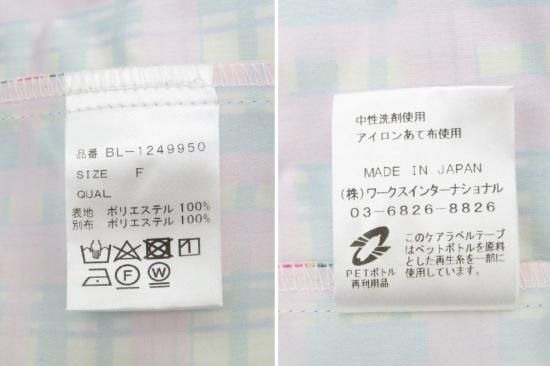 品番 BL-1249950
SIZE F
QUAL
表地 ポリエステル 100%
別布 ポリエステル 100%
F W
中性洗剤使用
アイロンあて布使用
MADE IN JAPAN
(株)ワークスインターナショナル
03-6826-8826
PETボトル
再利用品
このケアラベルテープ
はペットボトルを原料
とした再生糸を一部に
使用しています。